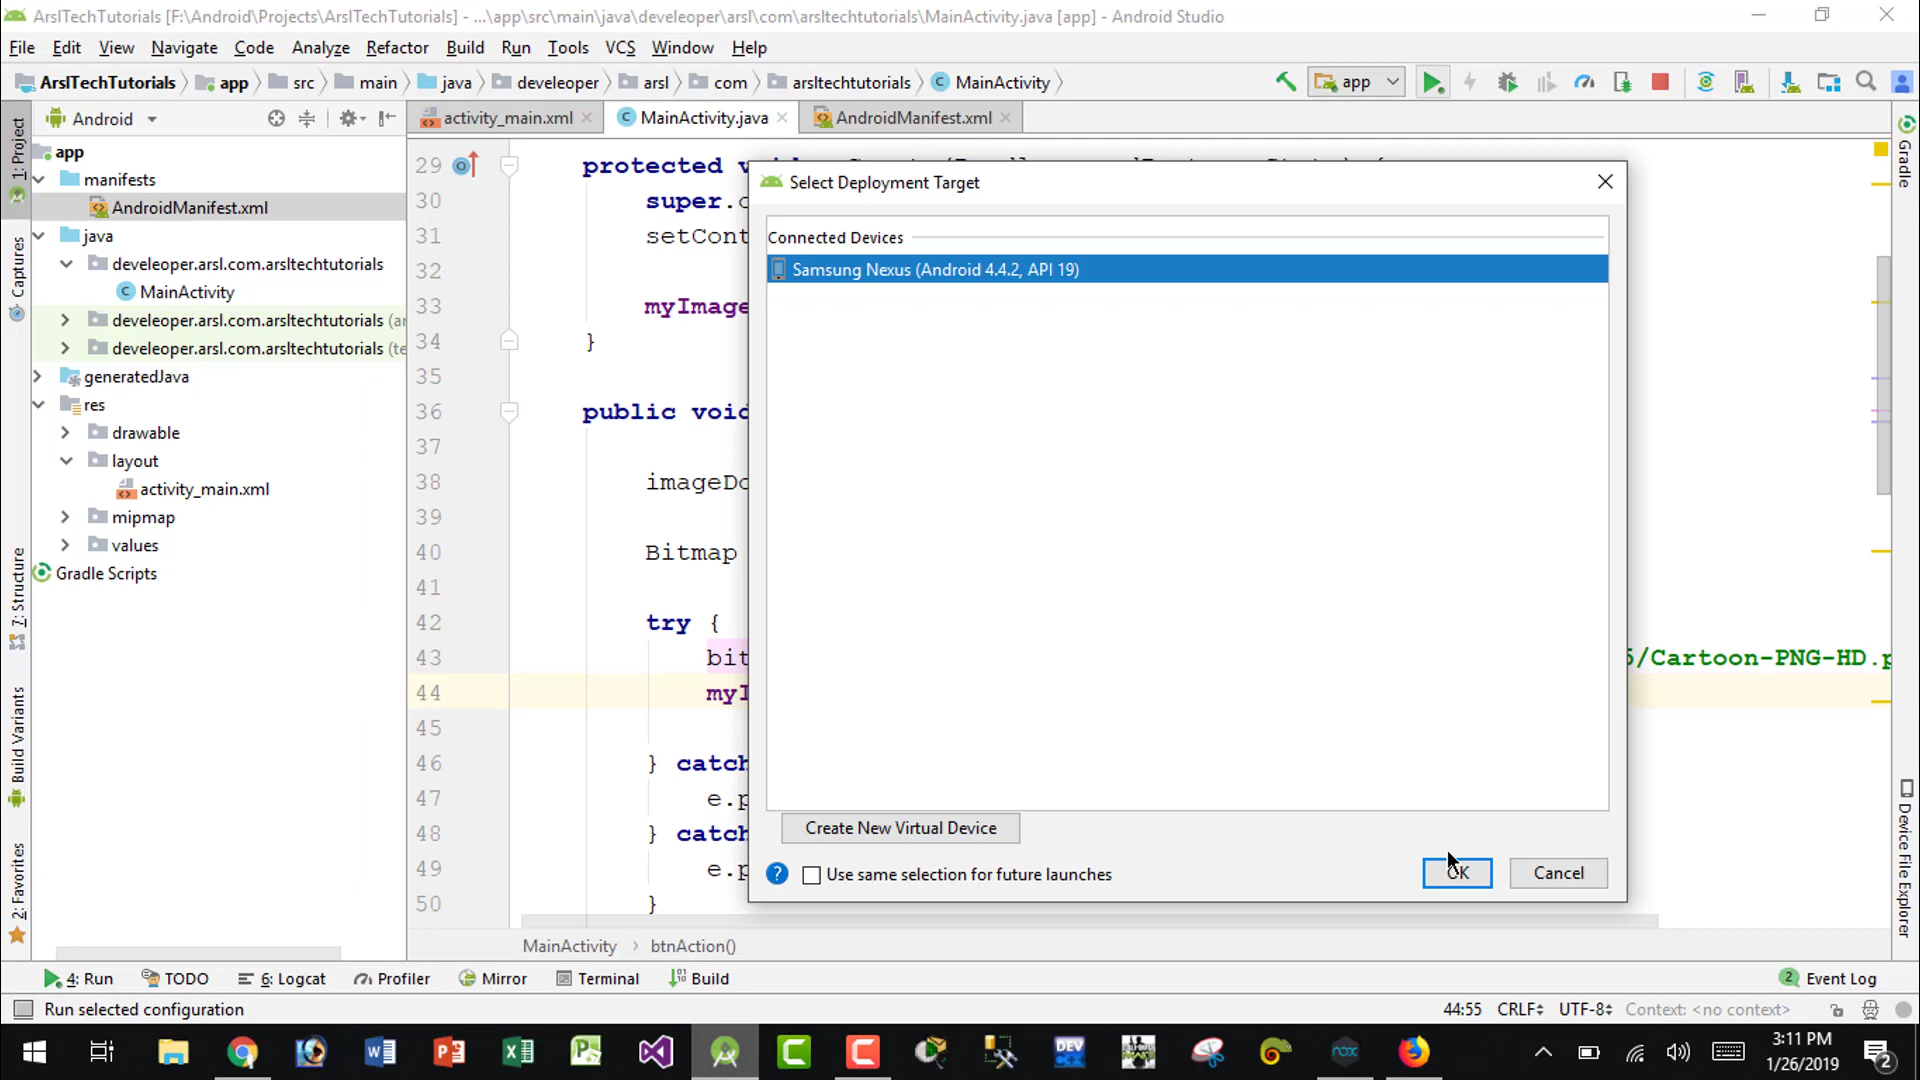 ArslTechTutorials [F:\Android\Projects\ArslTechTutorials] - ...\app\src\main\java\develeoper\arsl\com\arsltechtutorials\MainActivity.java [app] - Android Studio
File Edit View Navigate Code Analyze Refactor Build Run Tools VCS Window Help
ArslTechTutorials app src main java develeoper arsl com arsltechtutorials MainActivity app
Android activity_main.xml MainActivity.java AndroidManifest.xml
1: Project
Captures
7: Structure
Build Variants
2: Favorites
app
manifests
AndroidManifest.xml
java
develeoper.arsl.com.arsltechtutorials
MainActivity
develeoper.arsl.com.arsltechtutorials (ar
develeoper.arsl.com.arsltechtutorials (te
generatedJava
res
drawable
layout
activity_main.xml
mipmap
values
Gradle Scripts
29 protected v
30 super.
31 setCont
32
33 myImage
34 }
35
36 public void
37
38 imageDo
39
40 Bitmap
41
42 try {
43 bit 5/Cartoon-PNG-HD.p
44 myI
45
46 } catch
47 e.p
48 } catch
49 e.p
50 }
Select Deployment Target
Connected Devices
Samsung Nexus (Android 4.4.2, API 19)
Create New Virtual Device
? Use same selection for future launches OK Cancel
Gradle
Device File Explorer
MainActivity btnAction()
4: Run TODO 6: Logcat Profiler Mirror Terminal Build 2 Event Log
Run selected configuration 44:55 CRLF UTF-8 Context: <no context>
DEV
nox
3:11 PM
1/26/2019
2